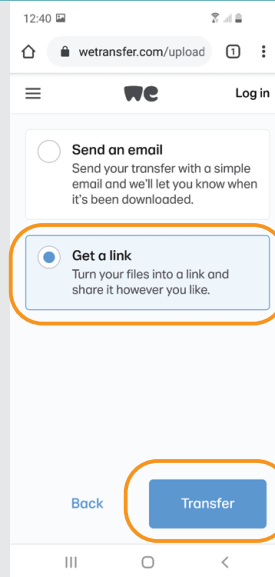 12:40
wetransfer.com/upload
1
we
Log in
Send an email
Send your transfer with a simple
email and we'll let you know when
it's been downloaded.
Get a link
Turn your files into a link and
share it however you like.
Back
Transfer